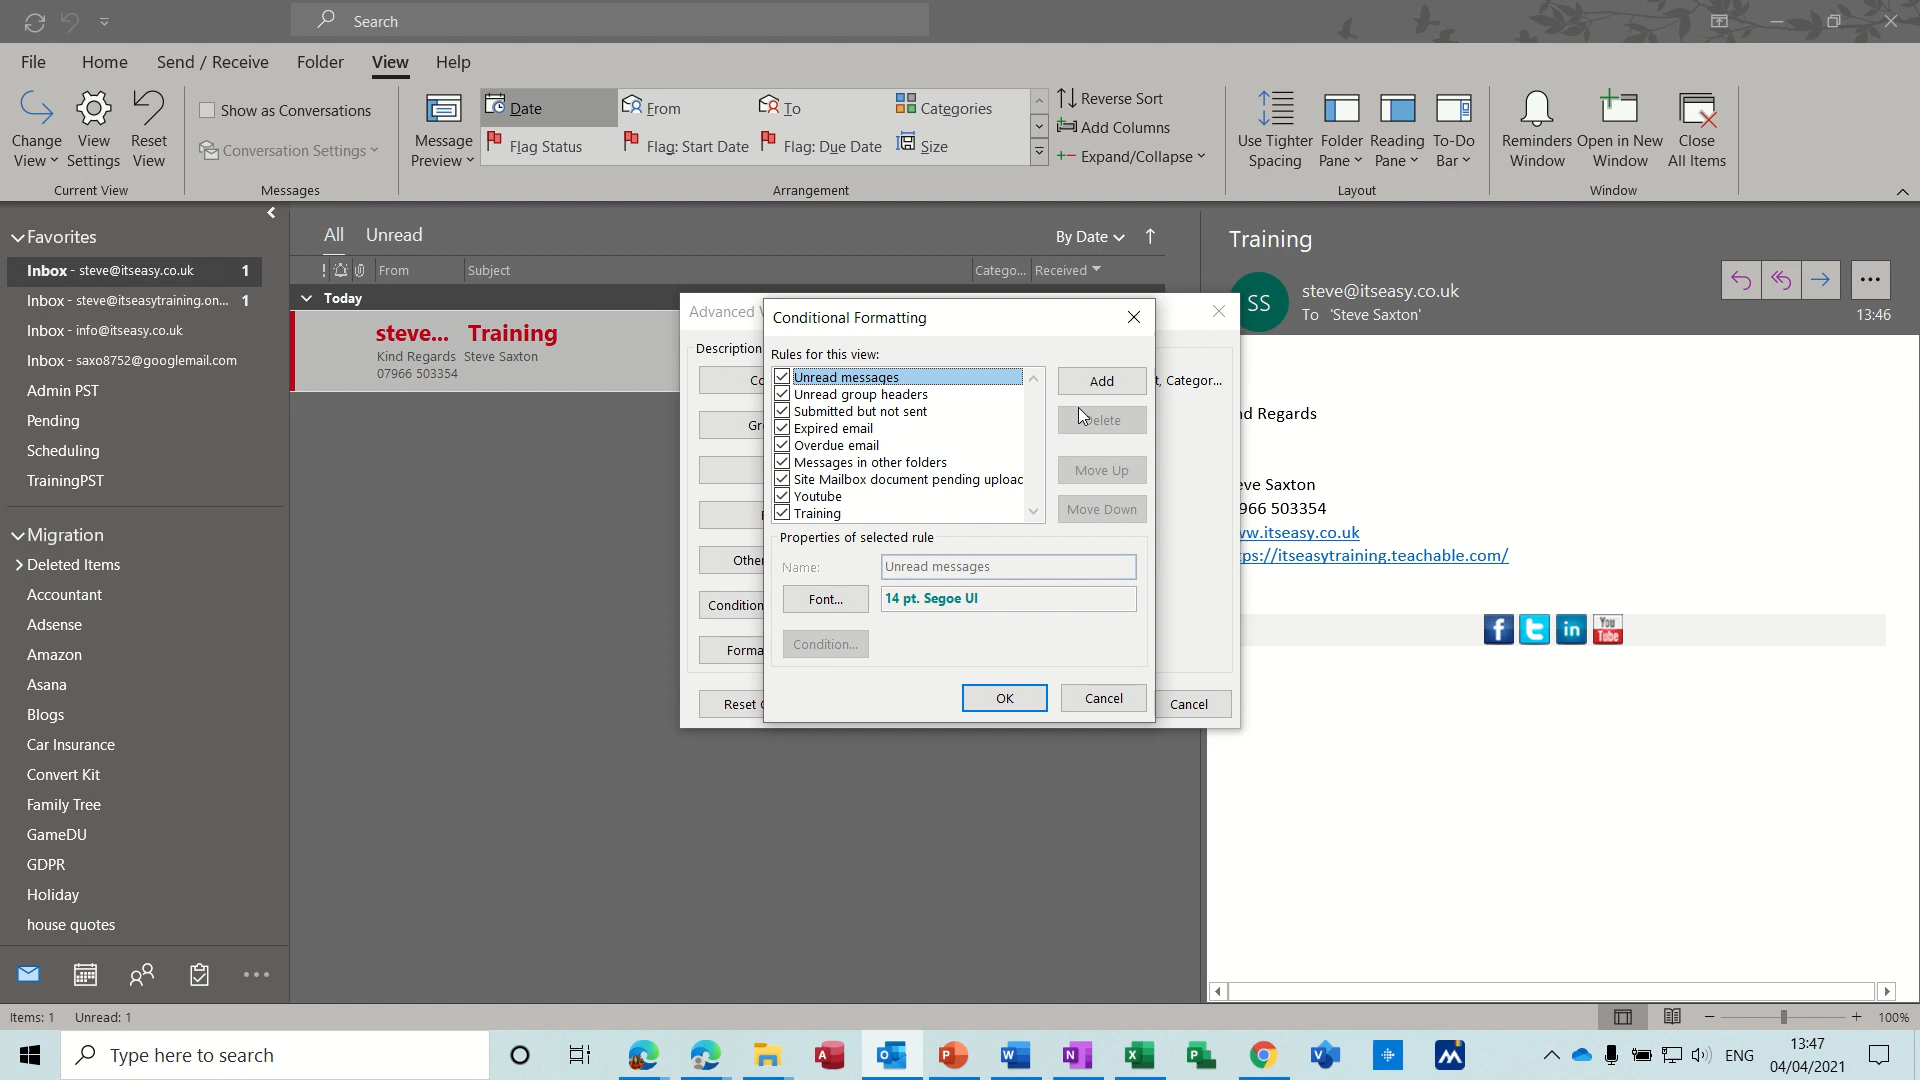 Search
File Home Send / Receive Folder View Help
Change View
View Settings
Reset View
Current View
Show as Conversations
Conversation Settings
Messages
Message Preview
Date From To Categories
Flag Status Flag: Start Date Flag: Due Date Size
Reverse Sort
Add Columns
Expand/Collapse
Arrangement
Use Tighter Spacing
Folder Pane
Reading Pane
To-Do Bar
Layout
Reminders Window
Open in New Window
Close All Items
Window
Favorites
Inbox - steve@itseasy.co.uk 1
Inbox - steve@itseasytraining.on... 1
Inbox - info@itseasy.co.uk
Inbox - saxo8752@googlemail.com
Admin PST
Pending
Scheduling
TrainingPST
Migration
Deleted Items
Accountant
Adsense
Amazon
Asana
Blogs
Car Insurance
Convert Kit
Family Tree
GameDU
GDPR
Holiday
house quotes
All Unread
By Date
! From Subject Catego... Received
Today
steve... Training
Kind Regards Steve Saxton
07966 503354
Advanced V
Description
Co
t, Categor...
Gr
Other
Condition
Forma
Reset
Cancel
Conditional Formatting
Rules for this view:
Unread messages
Unread group headers
Submitted but not sent
Expired email
Overdue email
Messages in other folders
Site Mailbox document pending uploac
Youtube
Training
Add
elete
Move Up
Move Down
Properties of selected rule
Name: Unread messages
Font... 14 pt. Segoe UI
Condition...
OK Cancel
Training
SS
steve@itseasy.co.uk
To 'Steve Saxton'
13:46
nd Regards
eve Saxton
966 503354
vw.itseasy.co.uk
tps://itseasytraining.teachable.com/
f t in You Tube
Items: 1 Unread: 1
100%
Type here to search
ENG
13:47
04/04/2021